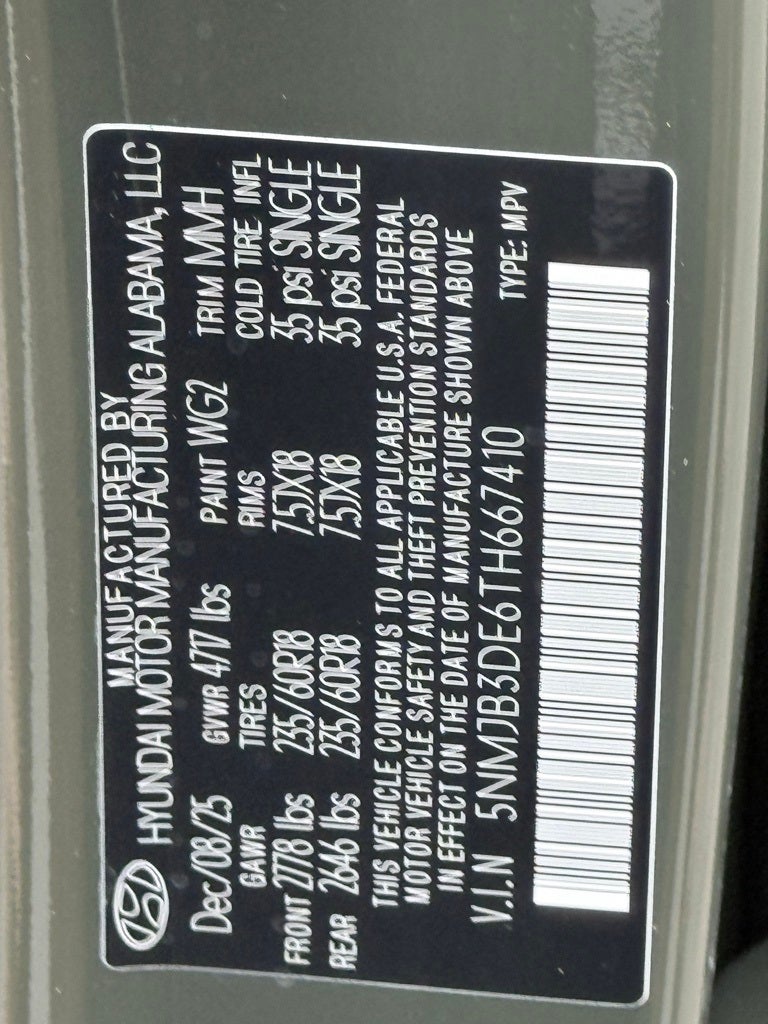 MANUFACTURED BY
HYUNDAI MOTOR MANUFACTURING ALABAMA, LLC
Dec/08/25 GVWR 4717 lbs PAINT WG2 TRIM MMH
GAWR TIRES RIMS COLD TIRE INFL
FRONT 2778 lbs 235/60R18 7.5JX18 35 psi SINGLE
REAR 2646 lbs 235/60R18 7.5JX18 35 psi SINGLE
THIS VEHICLE CONFORMS TO ALL APPLICABLE U.S.A. FEDERAL
MOTOR VEHICLE SAFETY AND THEFT PREVENTION STANDARDS
IN EFFECT ON THE DATE OF MANUFACTURE SHOWN ABOVE
V.I.N 5NMJB3DE6TH667410 TYPE: MPV